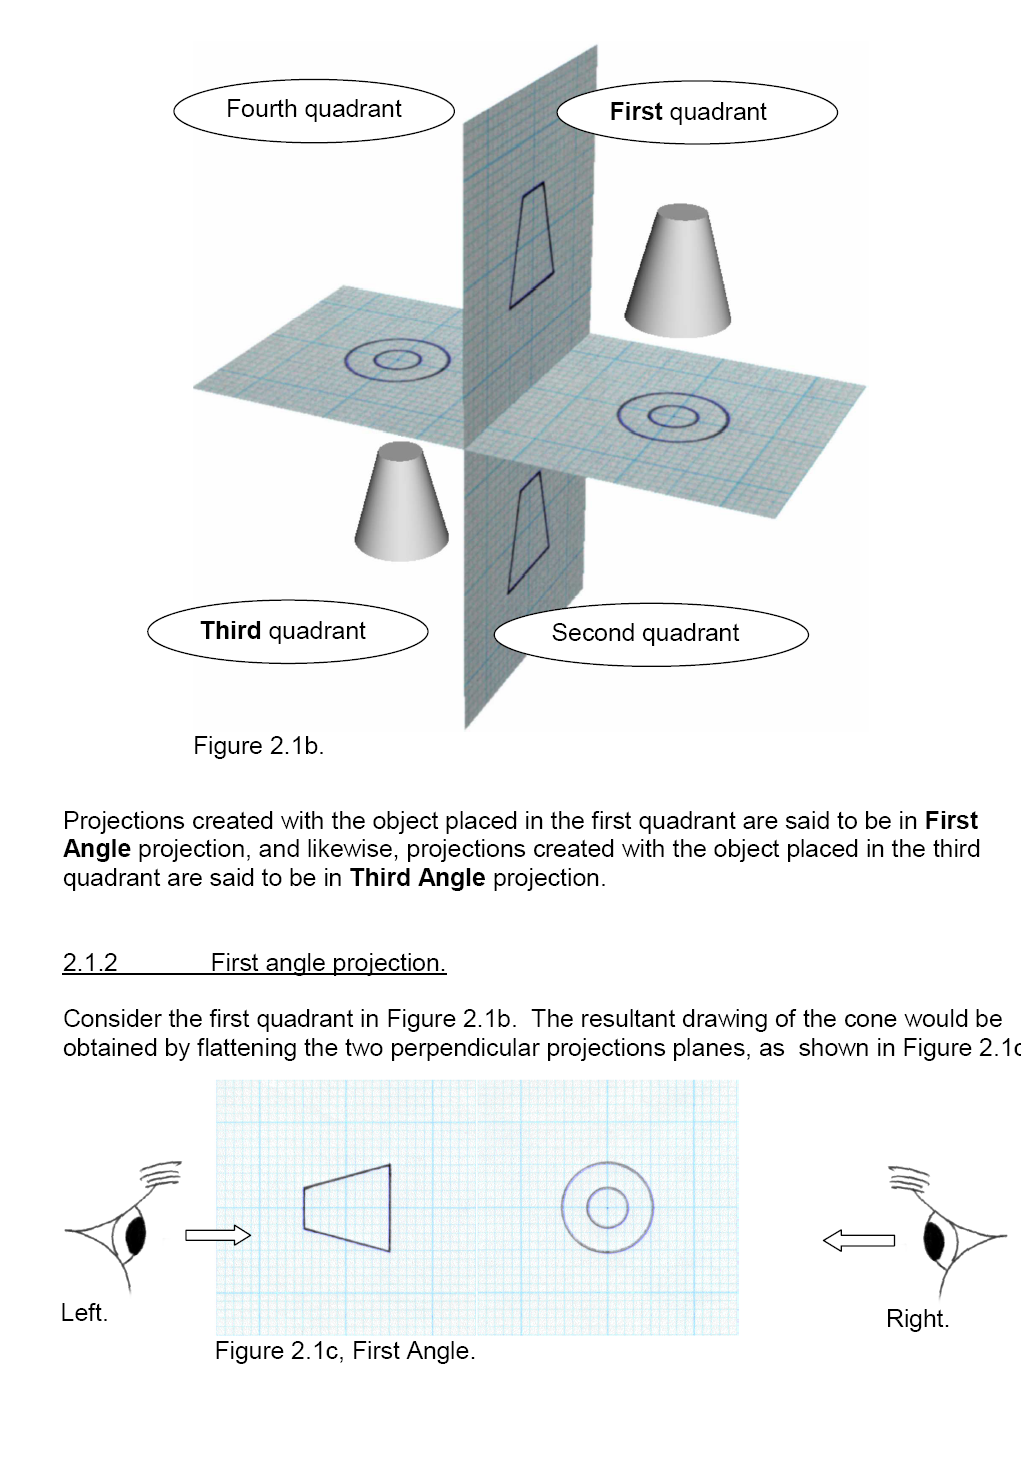 Fourth quadrant
First quadrant
Third quadrant
Second quadrant
Figure 2.1b.
Projections created with the object placed in the first quadrant are said to be in First
Angle projection, and likewise, projections created with the object placed in the third
quadrant are said to be in Third Angle projection.
2.1.2 First angle projection.
Consider the first quadrant in Figure 2.1b. The resultant drawing of the cone would be
obtained by flattening the two perpendicular projections planes, as shown in Figure 2.1c
Left.
Right.
Figure 2.1c, First Angle.